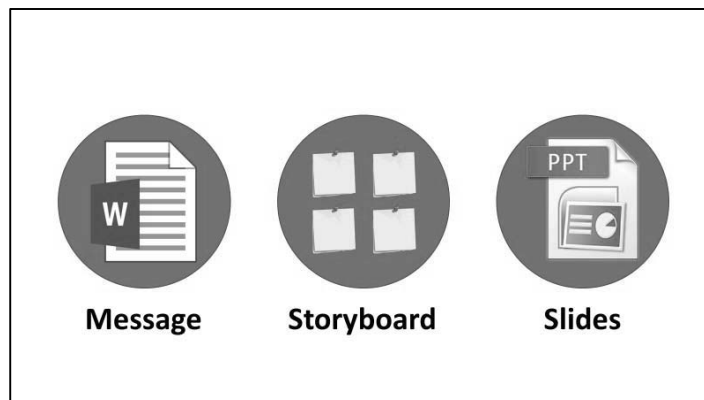 W
PPT
Message
Storyboard
Slides